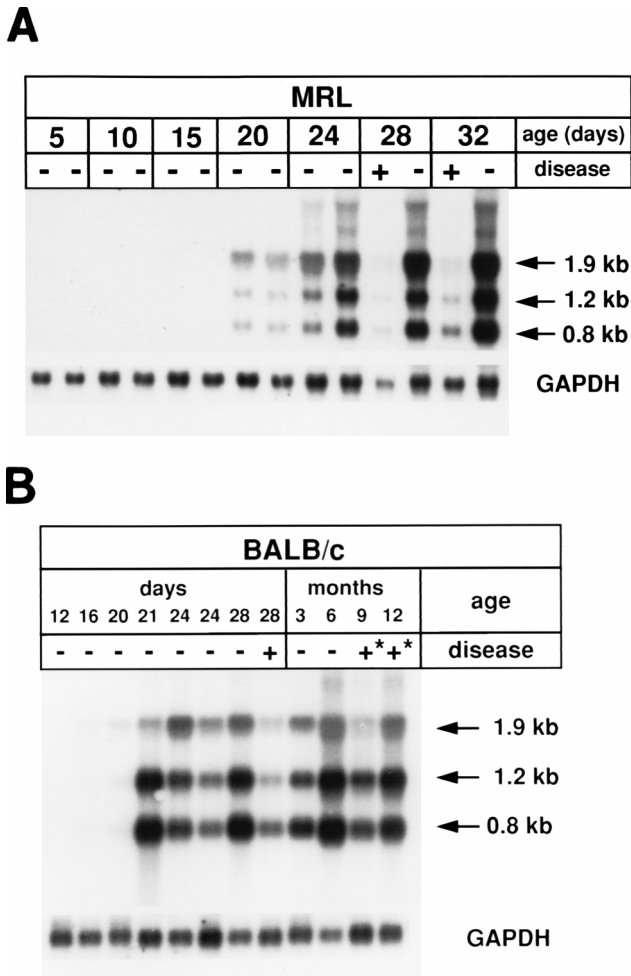 A
MRL
5 10 15 20 24 28 32 age (days)
- - - - - - - - - - + - + - disease
1.9 kb
1.2 kb
0.8 kb
GAPDH
B
BALB/c
days months age
12 16 20 21 24 24 28 28 3 6 9 12
- - - - - - - + - - +* +* disease
1.9 kb
1.2 kb
0.8 kb
GAPDH